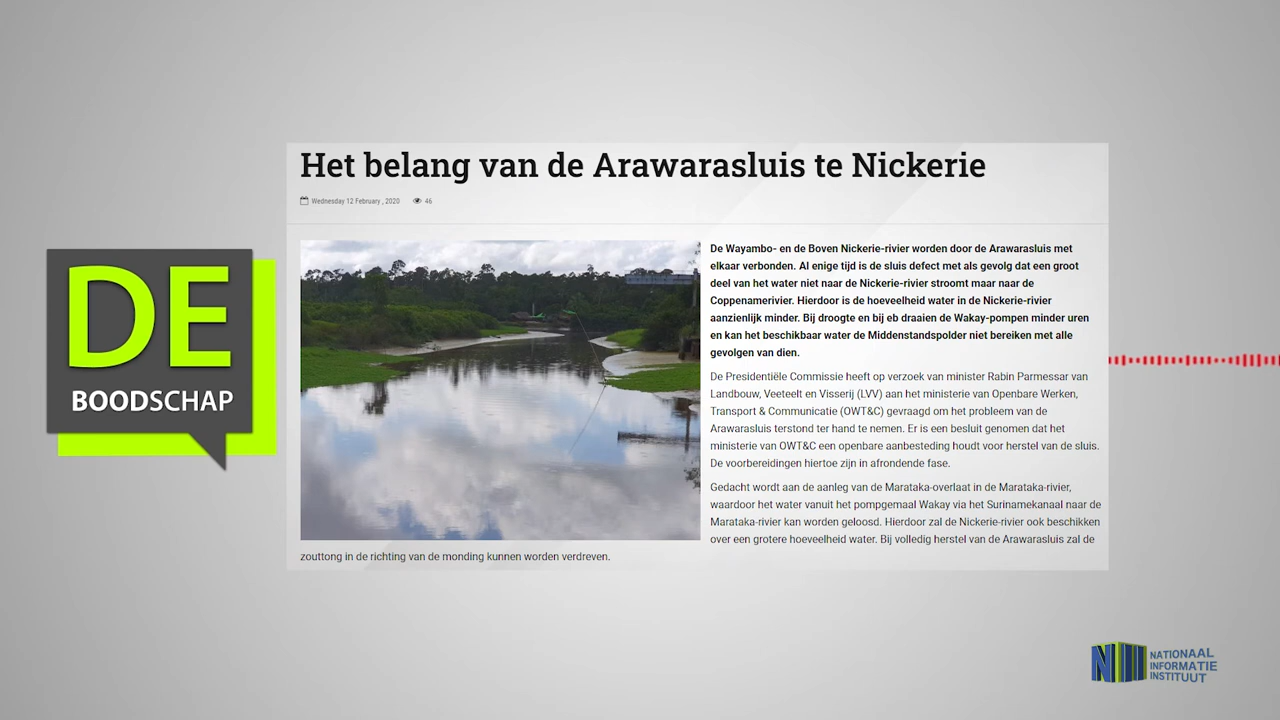 Het belang van de Arawarasluis te Nickerie
Wednesday 12 February , 2020 46
De Wayambo- en de Boven Nickerie-rivier worden door de Arawarasluis met
elkaar verbonden. Al enige tijd is de sluis defect met als gevolg dat een groot
deel van het water niet naar de Nickerie-rivier stroomt maar naar de
Coppenamerivier. Hierdoor is de hoeveelheid water in de Nickerie-rivier
aanzienlijk minder. Bij droogte en bij eb draaien de Wakay-pompen minder uren
en kan het beschikbaar water de Middenstandspolder niet bereiken met alle
gevolgen van dien.
De Presidentiële Commissie heeft op verzoek van minister Rabin Parmessar van
Landbouw, Veeteelt en Visserij (LVV) aan het ministerie van Openbare Werken,
Transport & Communicatie (OWT&C) gevraagd om het probleem van de
Arawarasluis terstond ter hand te nemen. Er is een besluit genomen dat het
ministerie van OWT&C een openbare aanbesteding houdt voor herstel van de sluis.
De voorbereidingen hiertoe zijn in afrondende fase.
Gedacht wordt aan de aanleg van de Marataka-overlaat in de Marataka-rivier,
waardoor het water vanuit het pompgemaal Wakay via het Surinamekanaal naar de
Marataka-rivier kan worden geloosd. Hierdoor zal de Nickerie-rivier ook beschikken
over een grotere hoeveelheid water. Bij volledig herstel van de Arawarasluis zal de
zouttong in de richting van de monding kunnen worden verdreven.
DE
BOODSCHAP
NII
NATIONAAL
INFORMATIE
INSTITUUT